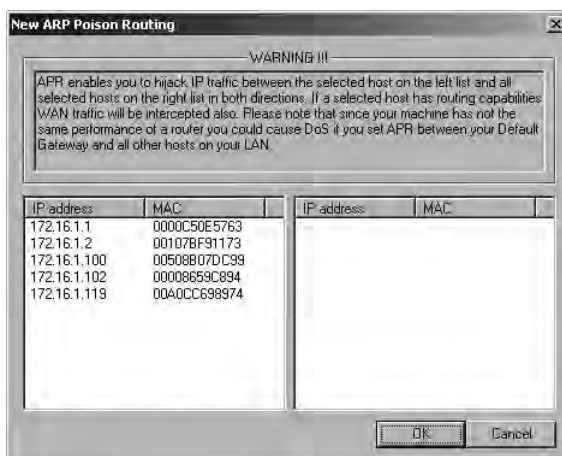 New ARP Poison Routing
WARNING !!!
APR enables you to hijack IP traffic between the selected host on the left list and all
selected hosts on the right list in both directions. If a selected host has routing capabilities
WAN traffic will be intercepted also. Please note that since your machine has not the
same performance of a router you could cause DoS if you set APR between your Default
Gateway and all other hosts on your LAN.
IP address MAC IP address MAC
172.16.1.1 0000C50E5763
172.16.1.2 00107BF91173
172.16.1.100 00508B07DC99
172.16.1.102 00008659C894
172.16.1.119 00A0CC698974
OK Cancel